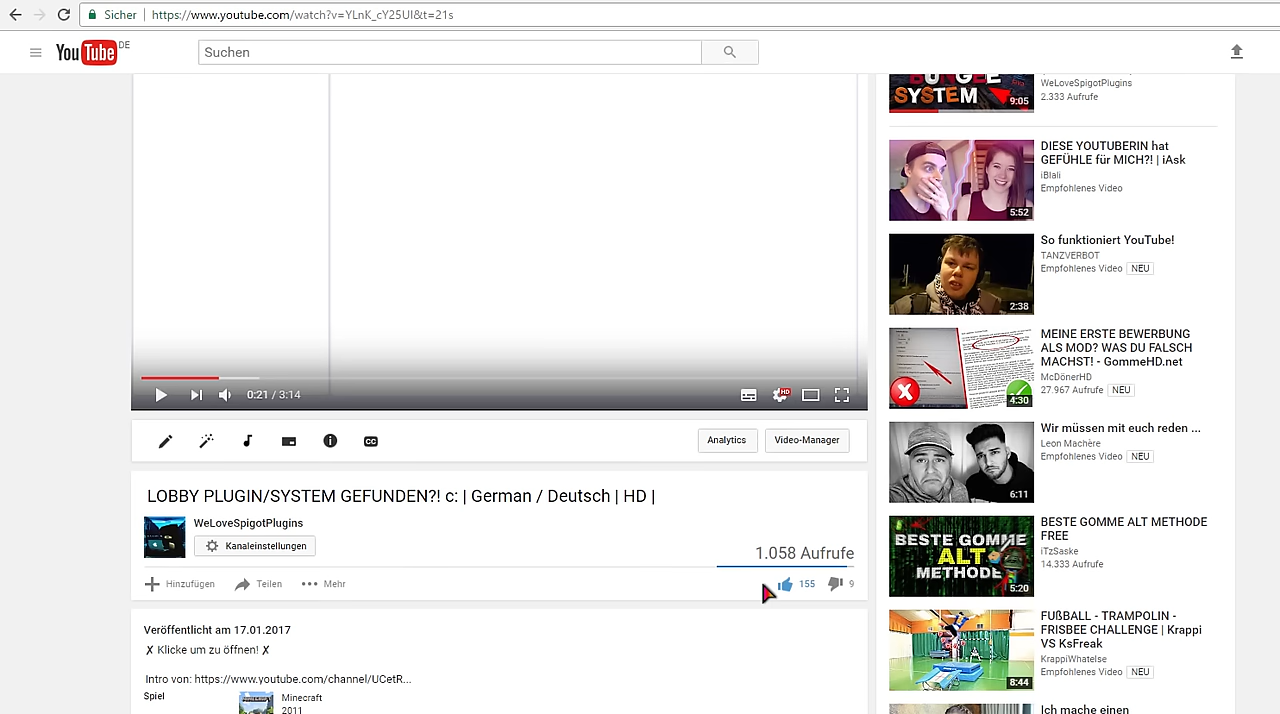 Sicher
https://www.youtube.com/watch?v=YLnK_cY25UI&t=21s
YouTube DE
Suchen
0:21 / 3:14
HD
CC
Analytics
Video-Manager
LOBBY PLUGIN/SYSTEM GEFUNDEN?! c: | German / Deutsch | HD |
WeLoveSpigotPlugins
Kanaleinstellungen
1.058 Aufrufe
Hinzufügen
Teilen
Mehr
155
9
Veröffentlicht am 17.01.2017
✗ Klicke um zu öffnen! ✗
Intro von: https://www.youtube.com/channel/UCetR...
Spiel
Minecraft
2011
BUNGEE
SYSTEM
9:05
WeLoveSpigotPlugins
2.333 Aufrufe
5:52
DIESE YOUTUBERIN hat
GEFÜHLE für MICH?! | iAsk
iBlali
Empfohlenes Video
2:38
So funktioniert YouTube!
TANZVERBOT
Empfohlenes Video NEU
4:30
MEINE ERSTE BEWERBUNG
ALS MOD? WAS DU FALSCH
MACHST! - GommeHD.net
McDönerHD
27.967 Aufrufe NEU
6:11
Wir müssen mit euch reden ...
Leon Machère
Empfohlenes Video NEU
BESTE GOMME
ALT
METHODE
5:20
BESTE GOMME ALT METHODE
FREE
iTzSaske
14.333 Aufrufe
8:44
FUßBALL - TRAMPOLIN -
FRISBEE CHALLENGE | Krappi
VS KsFreak
KrappiWhatelse
Empfohlenes Video NEU
Ich mache einen